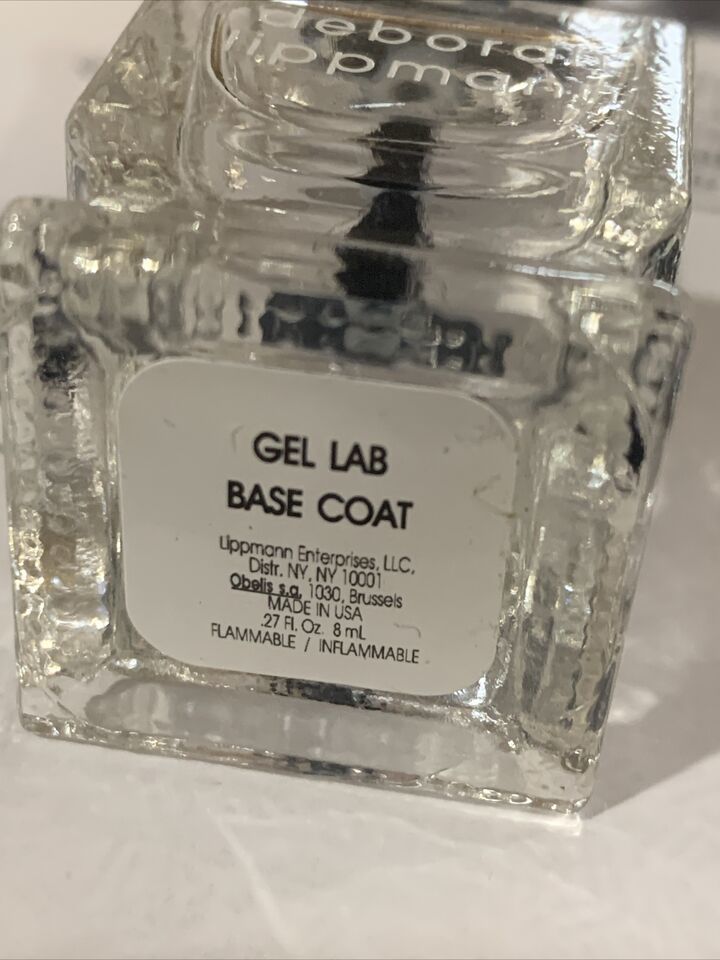 deborah
lippmann
GEL LAB
BASE COAT
Lippmann Enterprises, LLC,
Distr. NY, NY 10001
Obelis s.a, 1030, Brussels
MADE IN USA
.27 Fl. Oz. 8 mL
FLAMMABLE / INFLAMMABLE